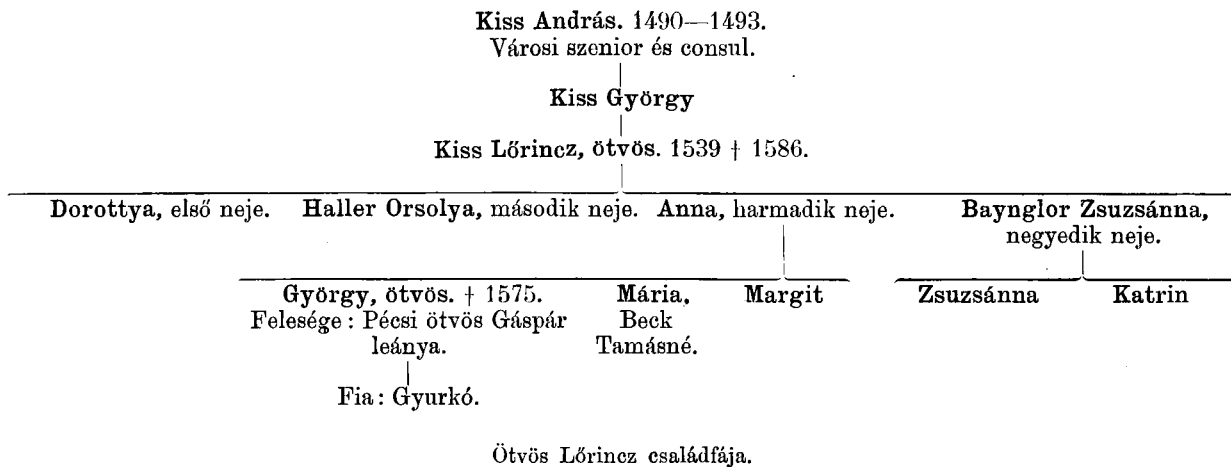 Kiss András. 1490—1493.
Városi szenior és consul.
Kiss György
Kiss Lőrincz, ötvös. 1539 † 1586.
Dorottya, első neje. Haller Orsolya, második neje. Anna, harmadik neje. Baynglor Zsuzsánna,
negyedik neje.
György, ötvös. † 1575. Mária, Margit Zsuzsánna Katrin
Felesége: Pécsi ötvös Gáspár Beck
leánya. Tamásné.
Fia: Gyurkó.
Ötvös Lőrincz családfája.